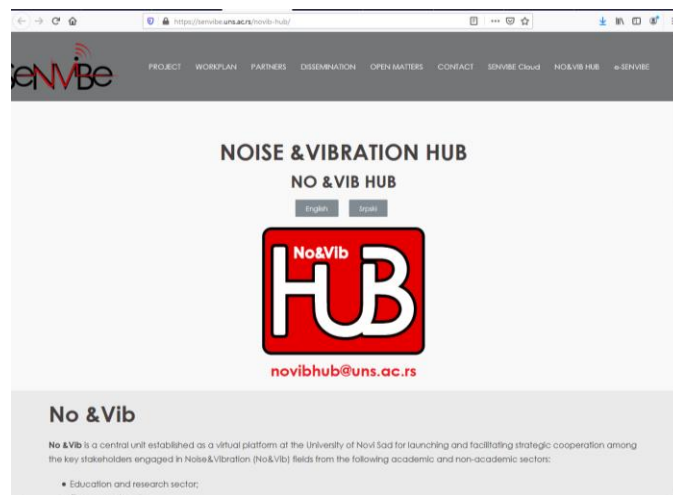 https://senvibe.uns.ac.rs/novib-hub/
SENVIBE
PROJECT WORKPLAN PARTNERS DISSEMINATION OPEN MATTERS CONTACT SENVIBE Cloud NO&VIB HUB e-SENVIBE
NOISE &VIBRATION HUB
NO &VIB HUB
English Srpski
No&Vib
HUB
novibhub@uns.ac.rs
No &Vib
No &Vib is a central unit established as a virtual platform at the University of Novi Sad for launching and facilitating strategic cooperation among
the key stakeholders engaged in Noise&Vibration (No&Vib) fields from the following academic and non-academic sectors:
Education and research sector;